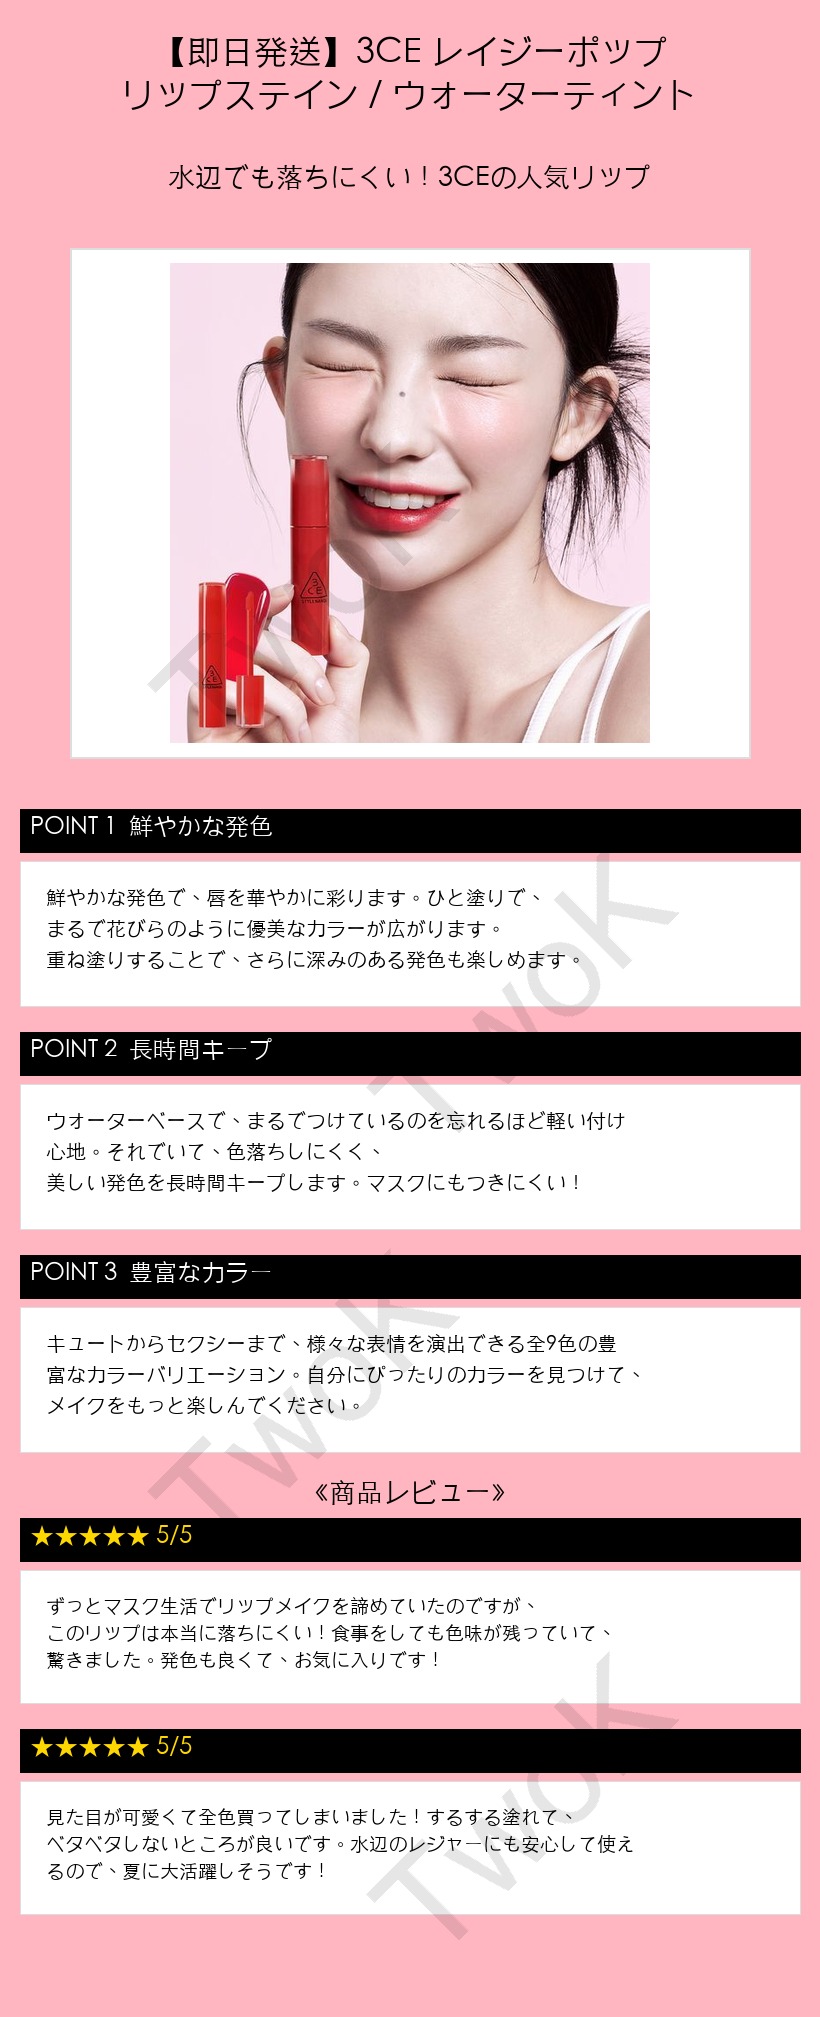 【即日発送】3CE レイジーポップ
リップステイン / ウォーターティント
水辺でも落ちにくい！3CEの人気リップ
3CE
STYLENANDA
3CE
STYLENANDA
TwoK
POINT 1 鮮やかな発色
鮮やかな発色で、唇を華やかに彩ります。ひと塗りで、
まるで花びらのように優美なカラーが広がります。
重ね塗りすることで、さらに深みのある発色も楽しめます。
TwoK
POINT 2 長時間キープ
ウォーターベースで、まるでつけているのを忘れるほど軽い付け
心地。それでいて、色落ちしにくく、
美しい発色を長時間キープします。マスクにもつきにくい！
POINT 3 豊富なカラー
キュートからセクシーまで、様々な表情を演出できる全9色の豊
富なカラーバリエーション。自分にぴったりのカラーを見つけて、
メイクをもっと楽しんでください。
TwoK
《商品レビュー》
★★★★★ 5/5
ずっとマスク生活でリップメイクを諦めていたのですが、
このリップは本当に落ちにくい！食事をしても色味が残っていて、
驚きました。発色も良くて、お気に入りです！
★★★★★ 5/5
見た目が可愛くて全色買ってしまいました！するする塗れて、
ベタベタしないところが良いです。水辺のレジャーにも安心して使え
るので、夏に大活躍しそうです！
TwoK